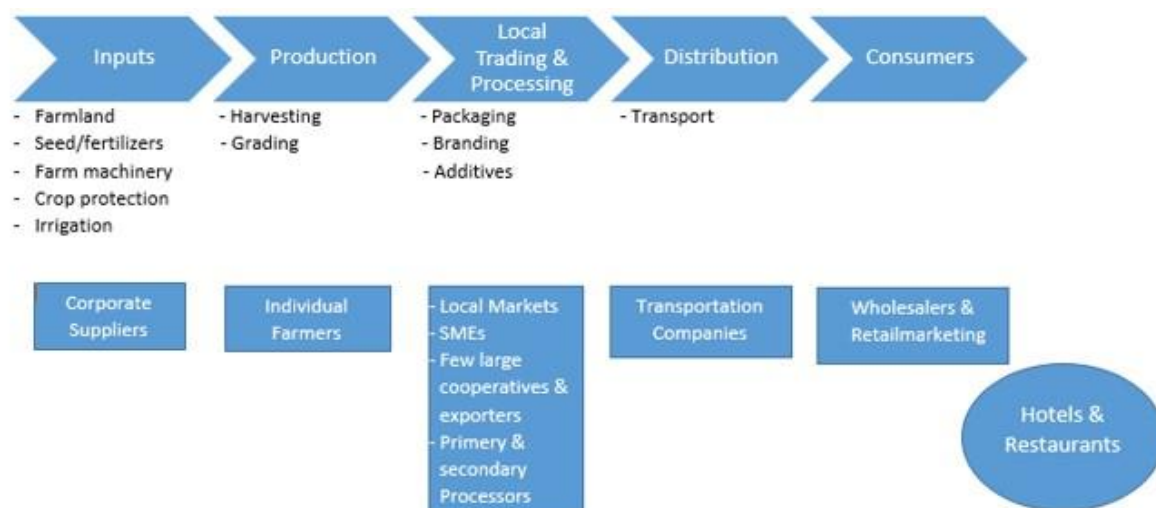 Inputs
Production
Local
Trading &
Processing
Distribution
Consumers
- Farmland
- Seed/fertilizers
- Farm machinery
- Crop protection
- Irrigation
- Harvesting
- Grading
- Packaging
- Branding
- Additives
- Transport
Corporate
Suppliers
Individual
Farmers
- Local Markets
- SMEs
- Few large
cooperatives &
exporters
- Primery &
secondary
Processors
Transportation
Companies
Wholesalers &
Retailmarketing
Hotels &
Restaurants